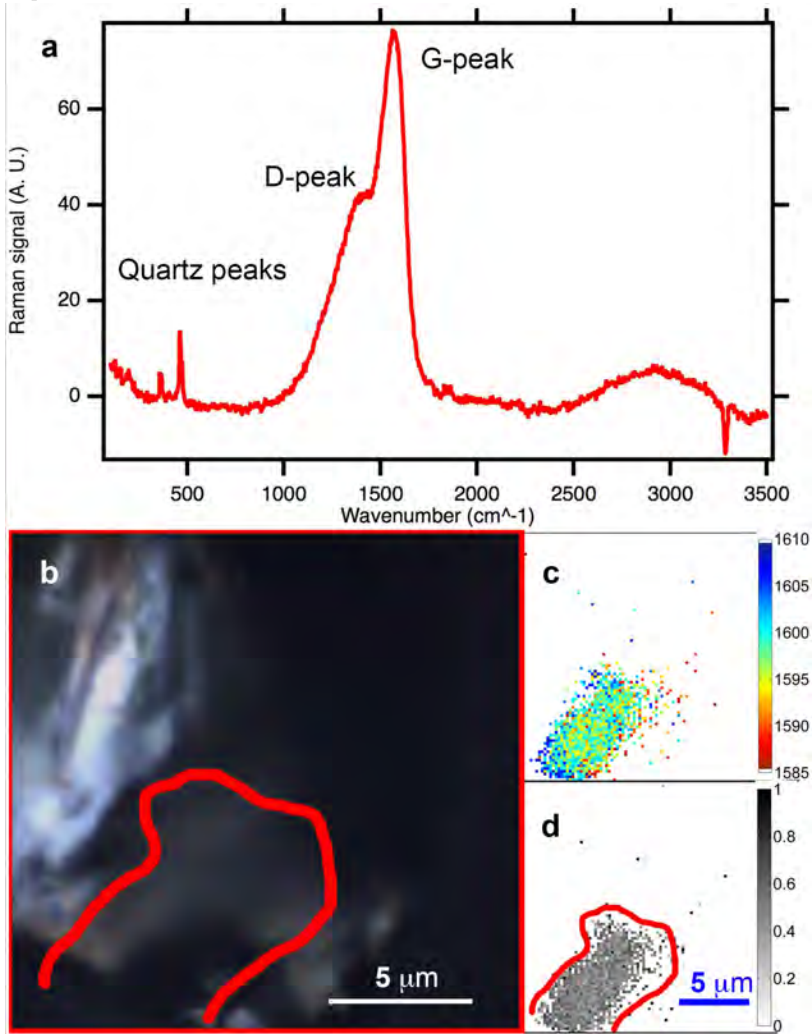 a
G-peak
D-peak
Quartz peaks
Raman signal (A. U.)
60
40
20
0
500 1000 1500 2000 2500 3000 3500
Wavenumber (cm^-1)
b
5 μm
c
1610
1605
1600
1595
1590
1585
d
1
0.8
0.6
0.4
0.2
0
5 μm